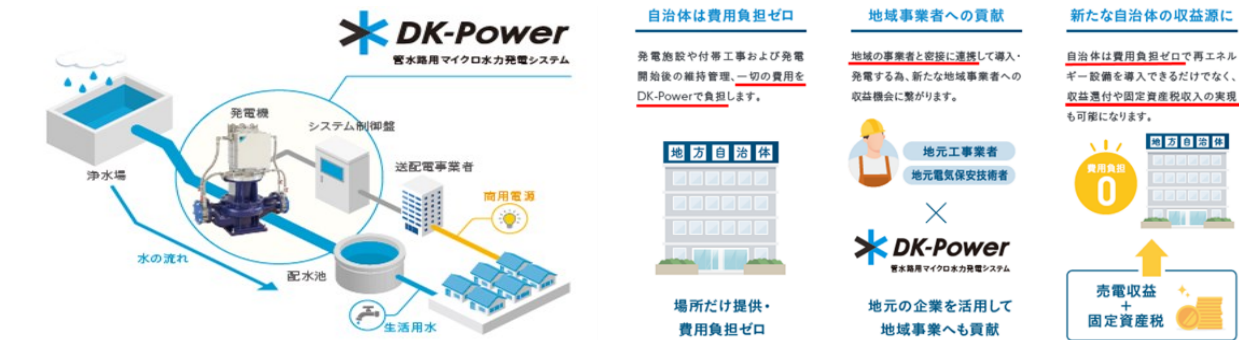 DK-Power
管水路用マイクロ水力発電システム
発電機
システム制御盤
送配電事業者
浄水場
商用電源
水の流れ
配水池
生活用水
自治体は費用負担ゼロ
発電施設や付帯工事および発電
開始後の維持管理、一切の費用を
DK-Powerで負担します。
地方自治体
場所だけ提供・
費用負担ゼロ
地域事業者への貢献
地域の事業者と密接に連携して導入・
発電する為、新たな地域事業者への
収益機会に繋がります。
地元工事業者
地元電気保安技術者
×
DK-Power
管水路用マイクロ水力発電システム
地元の企業を活用して
地域事業へも貢献
新たな自治体の収益源に
自治体は費用負担ゼロで再エネル
ギー設備を導入できるだけでなく、
収益還付や固定資産税収入の実現
も可能になります。
費用負担
0
地方自治体
売電収益
+
固定資産税